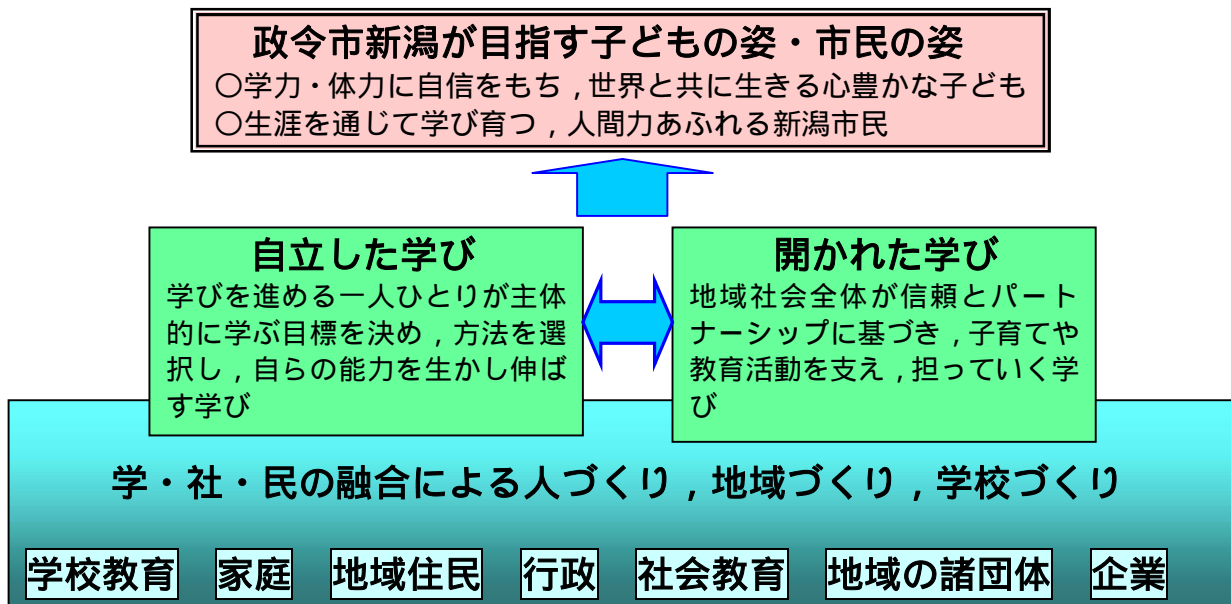 政令市新潟が目指す子どもの姿・市民の姿
○学力・体力に自信をもち，世界と共に生きる心豊かな子ども
○生涯を通じて学び育つ，人間力あふれる新潟市民
自立した学び
学びを進める一人ひとりが主体
的に学ぶ目標を決め，方法を選
択し，自らの能力を生かし伸ば
す学び
開かれた学び
地域社会全体が信頼とパート
ナーシップに基づき，子育てや
教育活動を支え，担っていく学
び
学・社・民の融合による人づくり，地域づくり，学校づくり
学校教育 家庭 地域住民 行政 社会教育 地域の諸団体 企業